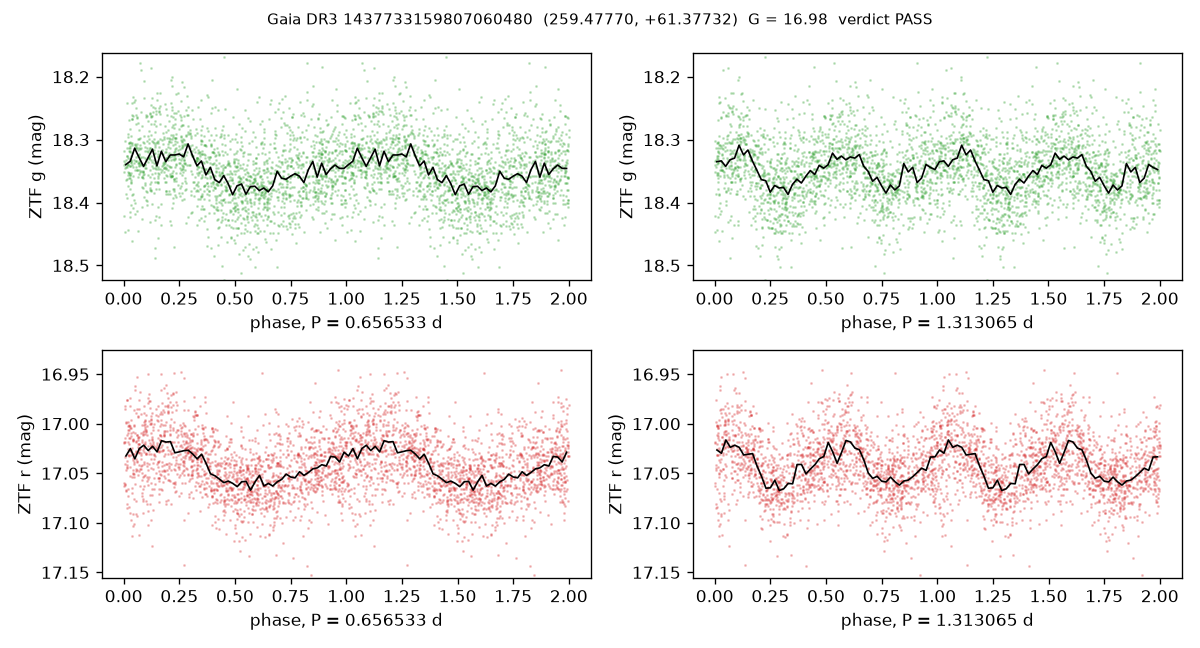 Gaia DR3 1437733159807060480  (259.47770, +61.37732)  G = 16.98  verdict PASS
ZTF g (mag)
18.2
18.3
18.4
18.5
0.00 0.25 0.50 0.75 1.00 1.25 1.50 1.75 2.00
phase, P = 0.656533 d
ZTF g (mag)
18.2
18.3
18.4
18.5
0.00 0.25 0.50 0.75 1.00 1.25 1.50 1.75 2.00
phase, P = 1.313065 d
ZTF r (mag)
16.95
17.00
17.05
17.10
17.15
0.00 0.25 0.50 0.75 1.00 1.25 1.50 1.75 2.00
phase, P = 0.656533 d
ZTF r (mag)
16.95
17.00
17.05
17.10
17.15
0.00 0.25 0.50 0.75 1.00 1.25 1.50 1.75 2.00
phase, P = 1.313065 d